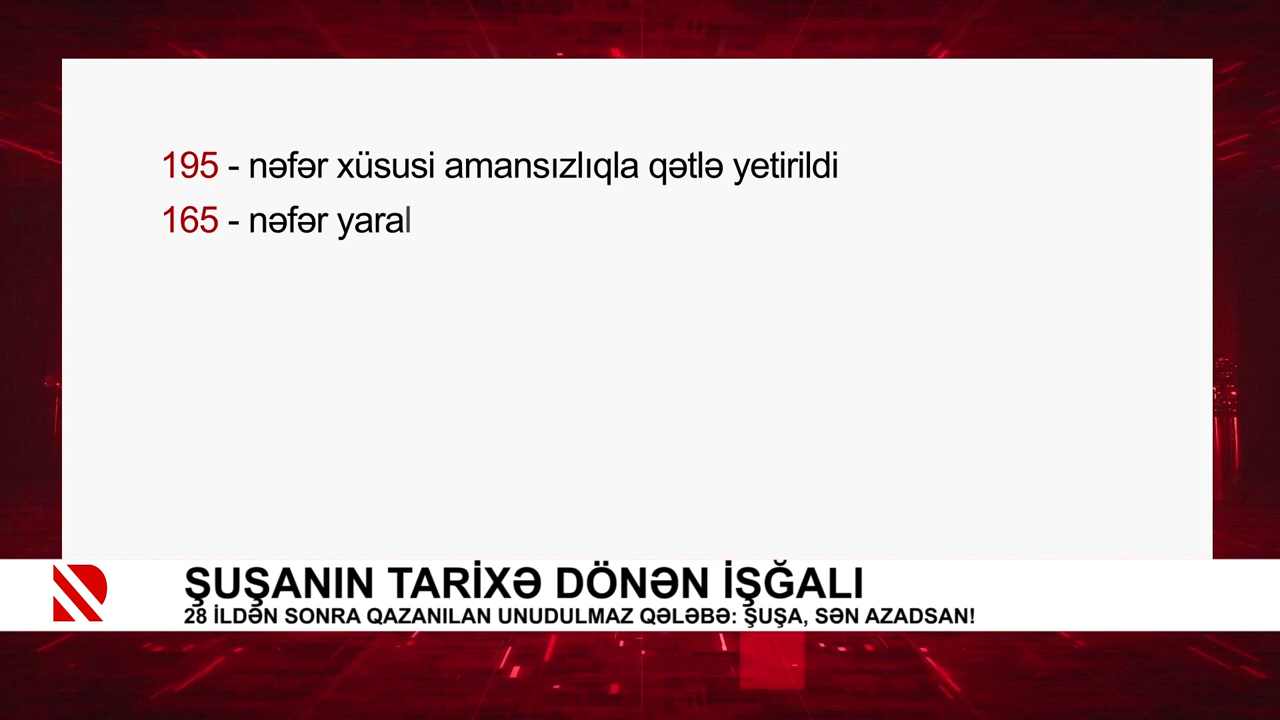 195 - nəfər xüsusi amansızlıqla qətlə yetirildi
165 - nəfər yaral
ŞUŞANIN TARİXƏ DÖNƏN İŞĞALI
28 İLDƏN SONRA QAZANILAN UNUDULMAZ QƏLƏBƏ: ŞUŞA, SƏN AZADSAN!